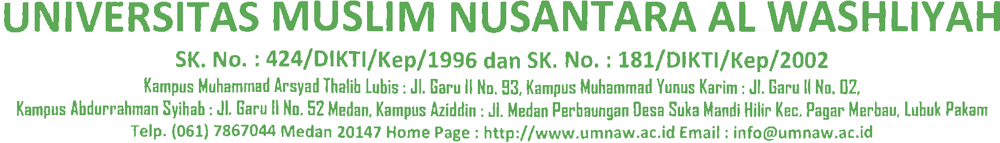 UNIVERSITAS MUSLIM NUSANTARA AL WASHLIYAH
SK. No. : 424/DIKTI/Kep/1996 dan SK. No. : 181/DIKTI/Kep/2002
Kampus Muhammad Arsyad Thalib Lubis : Jl. Garu II No. 93, Kampus Muhammad Yunus Karim : Jl. Garu II No. 02,
Kampus Abdurrahman Syihab : Jl. Garu II No. 52 Medan, Kampus Aziddin : Jl. Medan Perbaungan Desa Suka Mandi Hilir Kec. Pagar Merbau, Lubuk Pakam
Telp. (061) 7867044 Medan 20147 Home Page : http://www.umnaw.ac.id Email : info@umnaw.ac.id